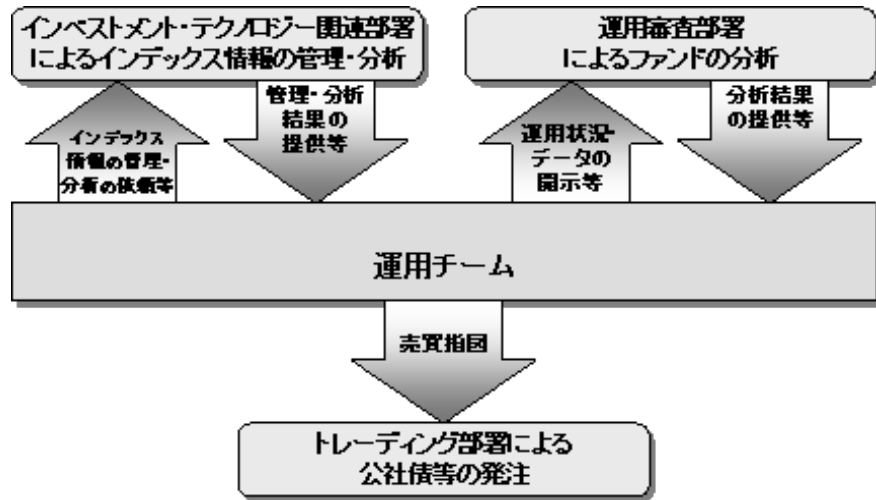 インベストメント・テクノロジー関連部署
によるインデックス情報の管理・分析
運用審査部署
によるファンドの分析
インデックス
情報の管理・
分析の依頼等
管理・分析
結果の
提供等
運用状況・
データの
開示等
分析結果
の提供等
運用チーム
売買指図
トレーディング部署による
公社債等の発注